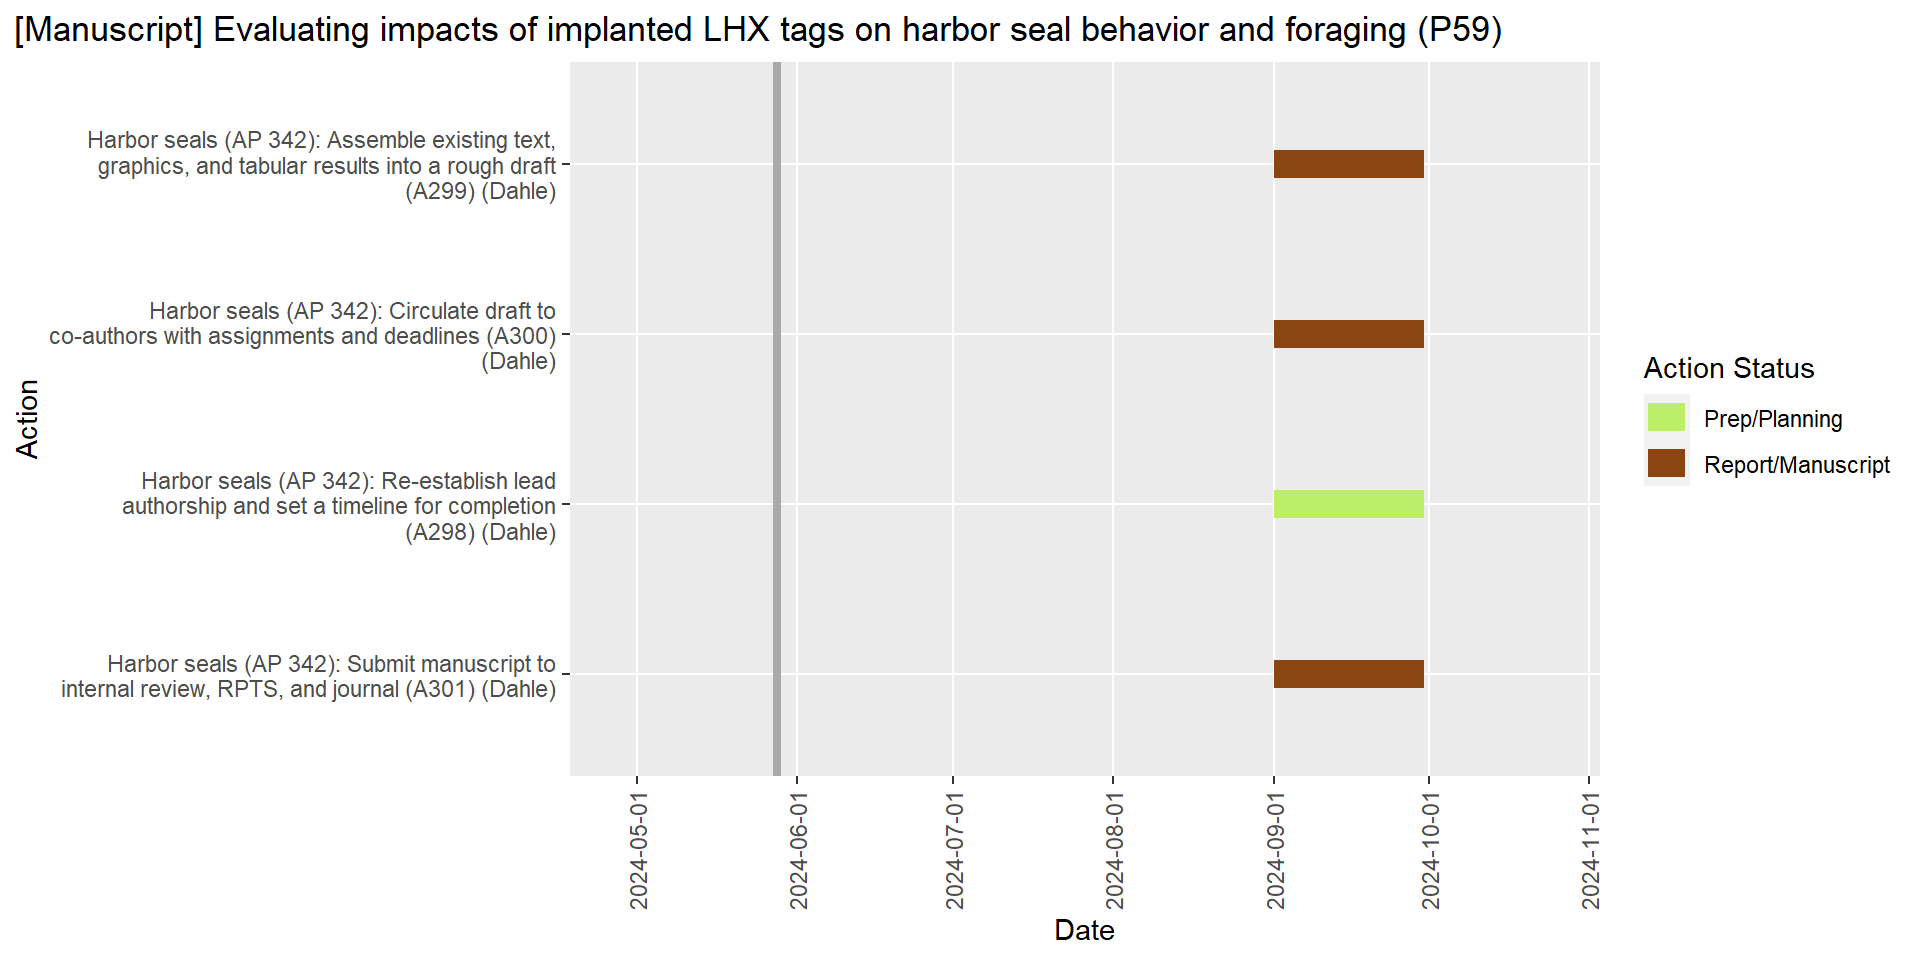 [Manuscript] Evaluating impacts of implanted LHX tags on harbor seal behavior and foraging (P59)
Action
Harbor seals (AP 342): Assemble existing text,
graphics, and tabular results into a rough draft
(A299) (Dahle)
Harbor seals (AP 342): Circulate draft to
co-authors with assignments and deadlines (A300)
(Dahle)
Harbor seals (AP 342): Re-establish lead
authorship and set a timeline for completion
(A298) (Dahle)
Harbor seals (AP 342): Submit manuscript to
internal review, RPTS, and journal (A301) (Dahle)
2024-05-01
2024-06-01
2024-07-01
2024-08-01
2024-09-01
2024-10-01
2024-11-01
Date
Action Status
Prep/Planning
Report/Manuscript